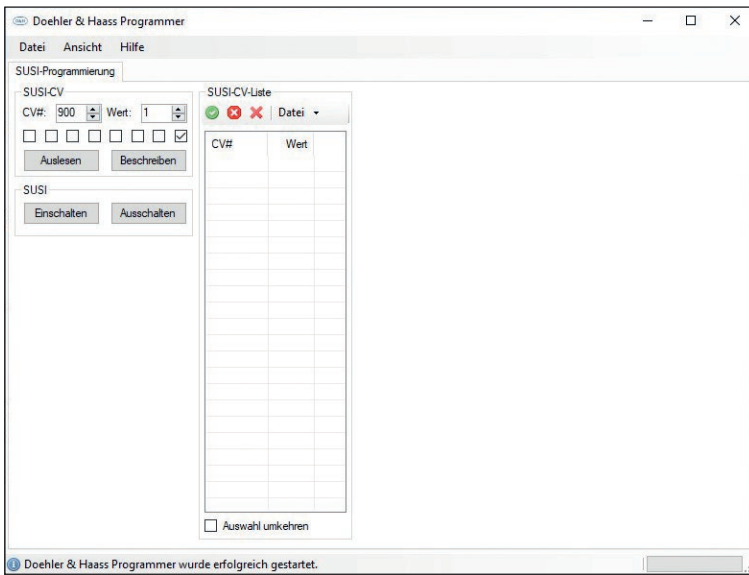 Doehler & Haass Programmer
Datei Ansicht Hilfe
SUSI-Programmierung
SUSI-CV
CV#: 900 Wert: 1
Auslesen Beschreiben
SUSI
Einschalten Ausschalten
SUSI-CV-Liste
Datei
CV# Wert
Auswahl umkehren
Doehler & Haass Programmer wurde erfolgreich gestartet.